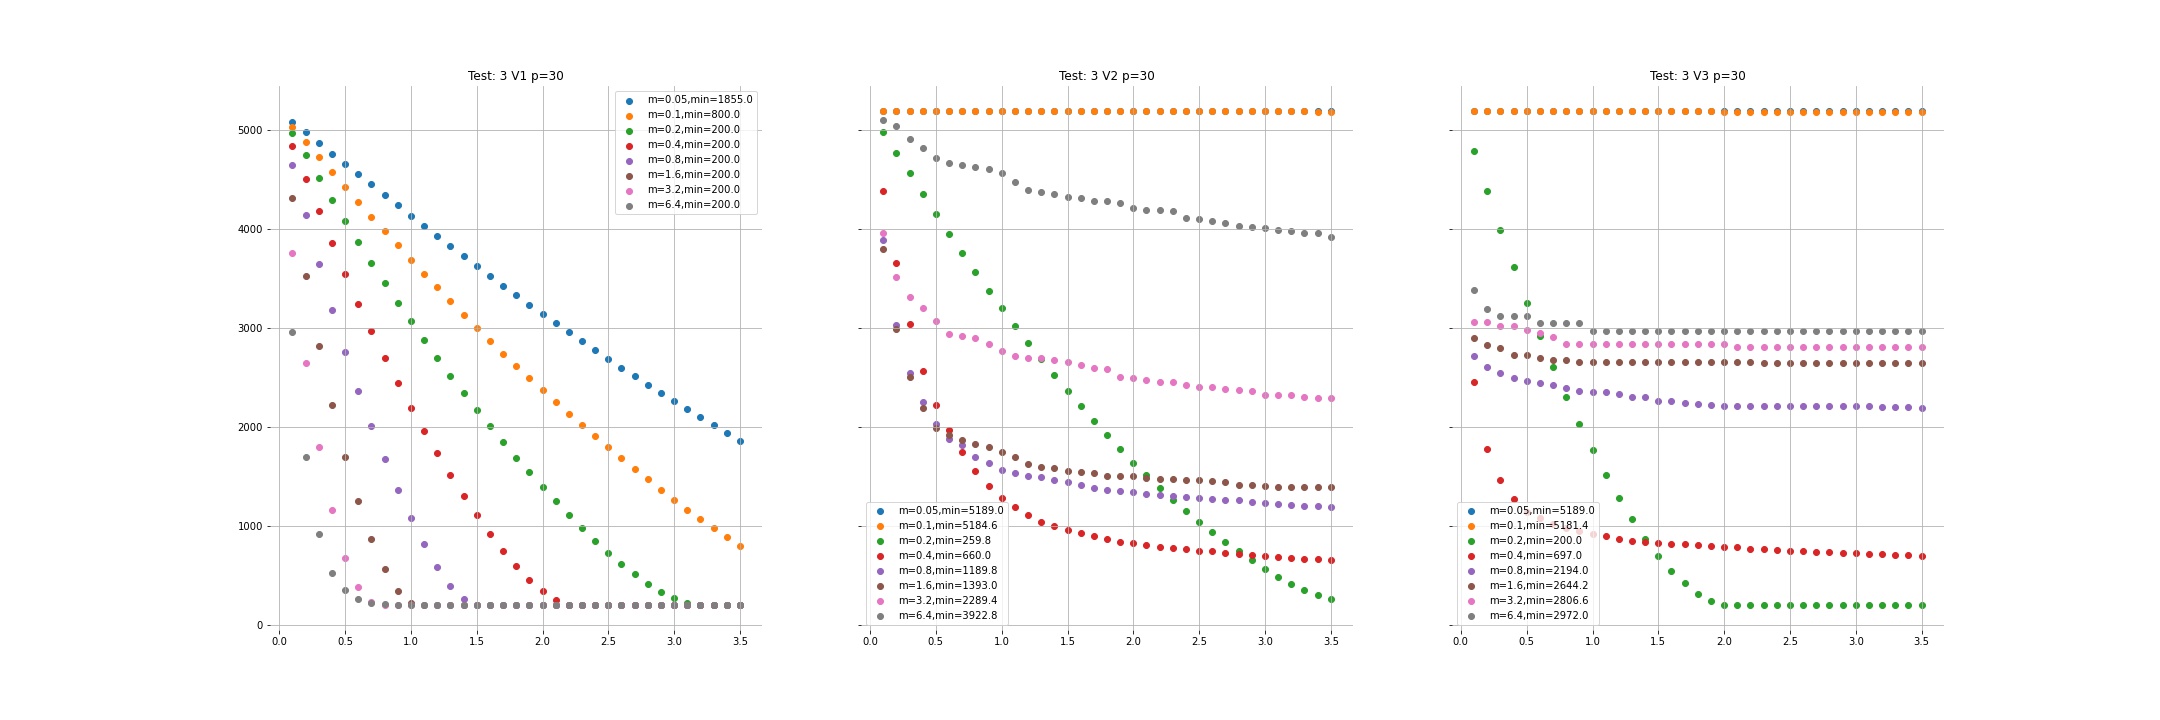 Test: 3 V1 p=30
m=0.05,min=1855.0
m=0.1,min=800.0
m=0.2,min=200.0
m=0.4,min=200.0
m=0.8,min=200.0
m=1.6,min=200.0
m=3.2,min=200.0
m=6.4,min=200.0
5000
4000
3000
2000
1000
0
0.0 0.5 1.0 1.5 2.0 2.5 3.0 3.5
Test: 3 V2 p=30
m=0.05,min=5189.0
m=0.1,min=5184.6
m=0.2,min=259.8
m=0.4,min=660.0
m=0.8,min=1189.8
m=1.6,min=1393.0
m=3.2,min=2289.4
m=6.4,min=3922.8
0.0 0.5 1.0 1.5 2.0 2.5 3.0 3.5
Test: 3 V3 p=30
m=0.05,min=5189.0
m=0.1,min=5181.4
m=0.2,min=200.0
m=0.4,min=697.0
m=0.8,min=2194.0
m=1.6,min=2644.2
m=3.2,min=2806.6
m=6.4,min=2972.0
0.0 0.5 1.0 1.5 2.0 2.5 3.0 3.5